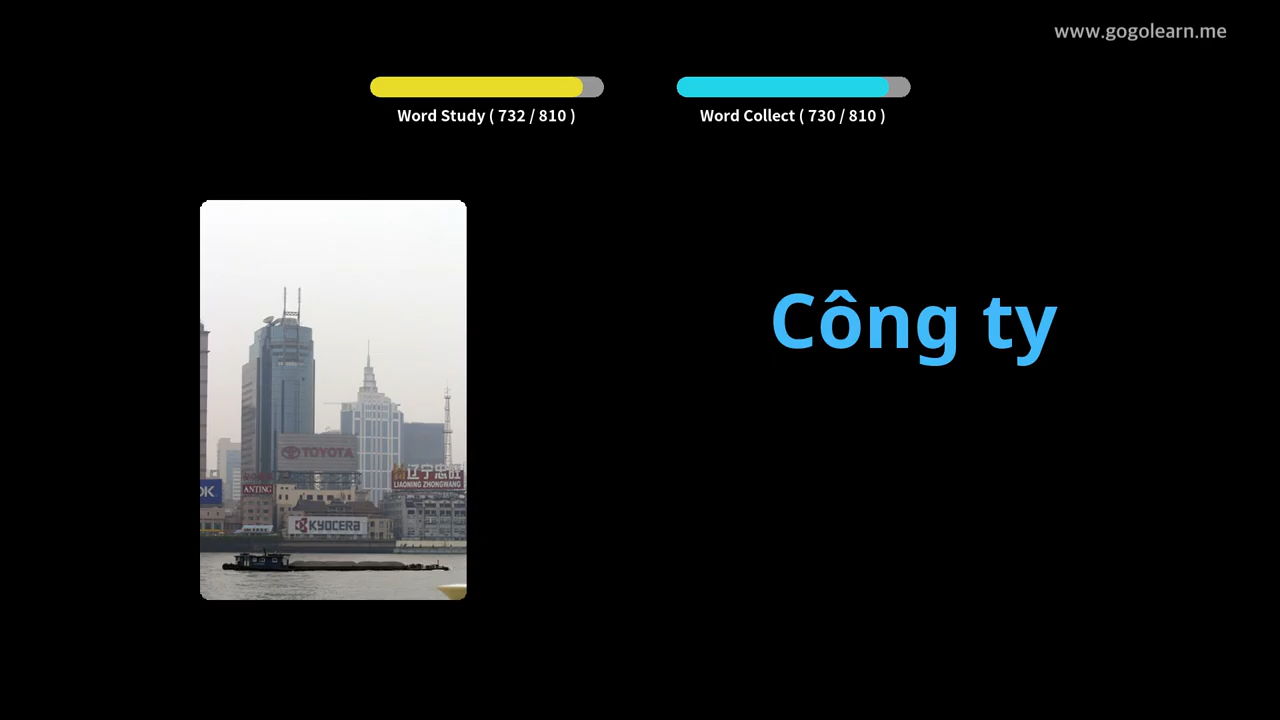 www.gogolearn.me
Word Study ( 732 / 810 )
Word Collect ( 730 / 810 )
Công ty
TOYOTA
辽宁忠旺
LIAONING ZHONGWANG
ANTING
KYOCERA